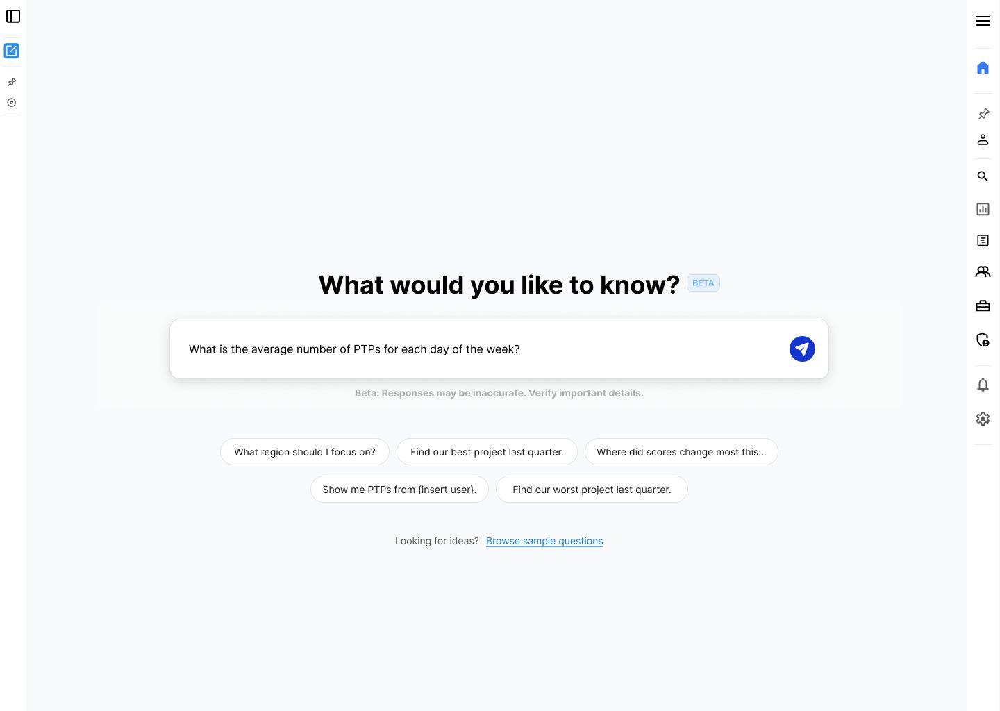 What would you like to know? BETA
What is the average number of PTPs for each day of the week?
Beta: Responses may be inaccurate. Verify important details.
What region should I focus on?
Find our best project last quarter.
Where did scores change most this...
Show me PTPs from {insert user}.
Find our worst project last quarter.
Looking for ideas? Browse sample questions